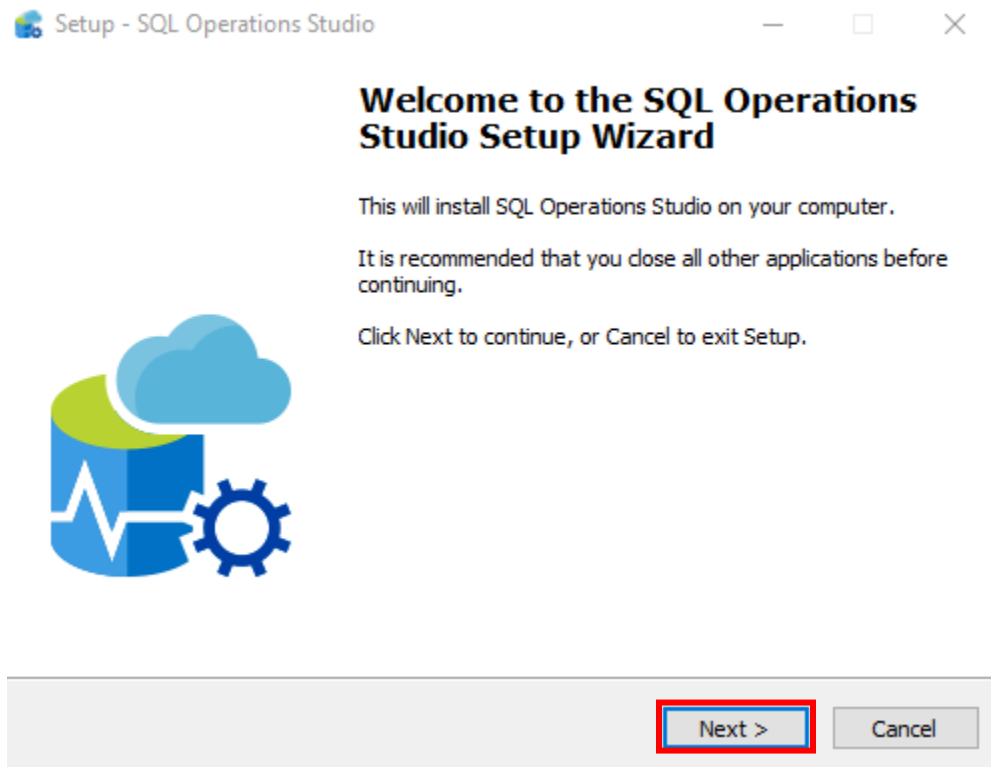 Setup - SQL Operations Studio
Welcome to the SQL Operations
Studio Setup Wizard
This will install SQL Operations Studio on your computer.
It is recommended that you close all other applications before
continuing.
Click Next to continue, or Cancel to exit Setup.
Next >
Cancel